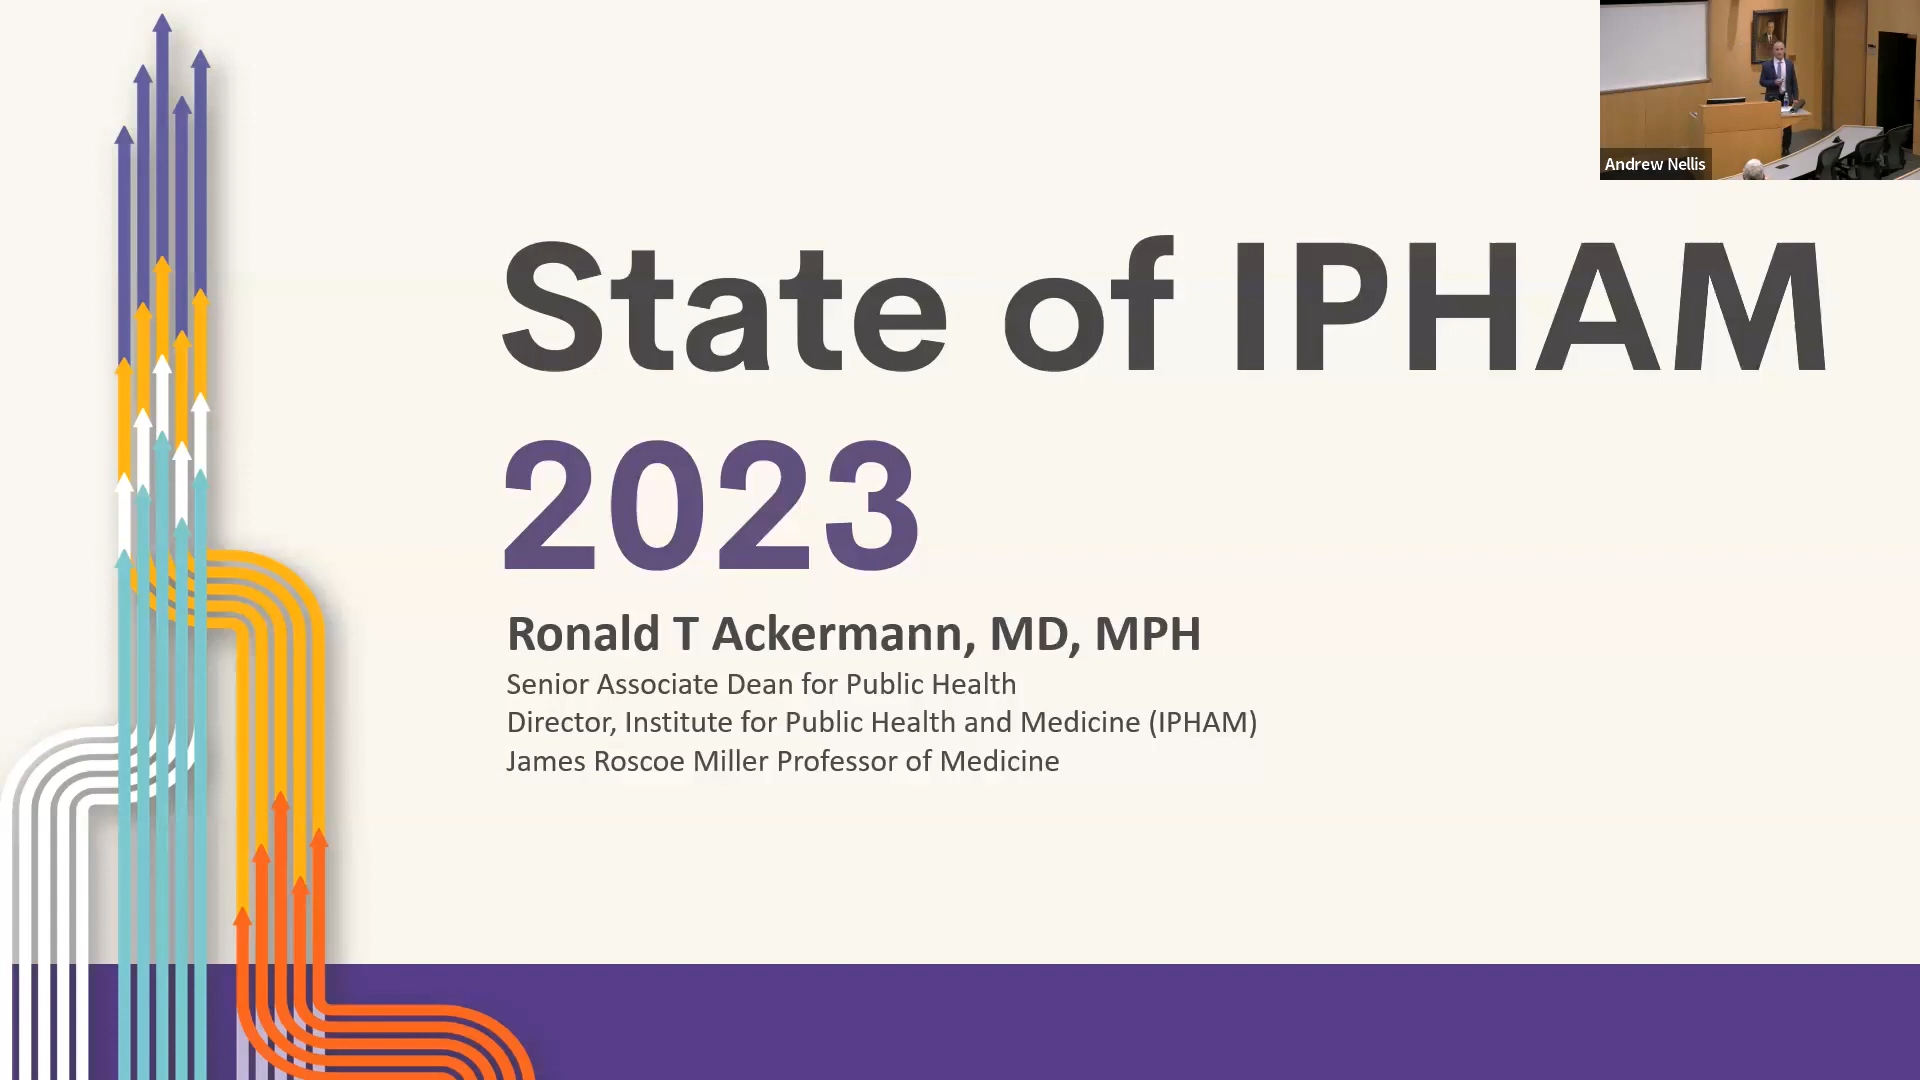 Andrew Nellis
State of IPHAM
2023
Ronald T Ackermann, MD, MPH
Senior Associate Dean for Public Health
Director, Institute for Public Health and Medicine (IPHAM)
James Roscoe Miller Professor of Medicine